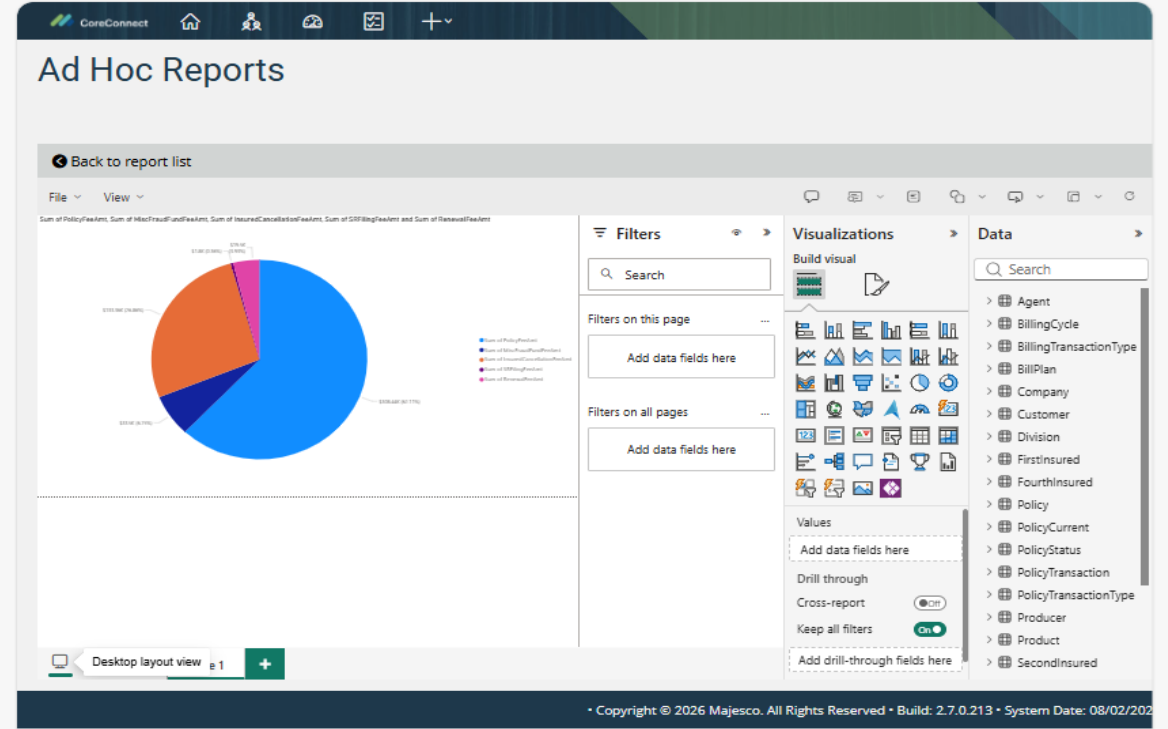 CoreConnect
Ad Hoc Reports
Back to report list
File View
Sum of PolicyFeeAmt, Sum of MiscFraudFundFeeAmt, Sum of InsuredCancellationFeeAmt, Sum of SRFilingFeeAmt and Sum of RenewalFeeAmt
Filters
Search
Filters on this page
...
Add data fields here
Filters on all pages
...
Add data fields here
Visualizations
Build visual
123
Values
Add data fields here
Drill through
Cross-report
Off
Keep all filters
On
Add drill-through fields here
Data
Search
Agent
BillingCycle
BillingTransactionType
BillPlan
Company
Customer
Division
FirstInsured
FourthInsured
Policy
PolicyCurrent
PolicyStatus
PolicyTransaction
PolicyTransactionType
Producer
Product
SecondInsured
Desktop layout view
e 1
• Copyright © 2026 Majesco. All Rights Reserved • Build: 2.7.0.213 • System Date: 08/02/202